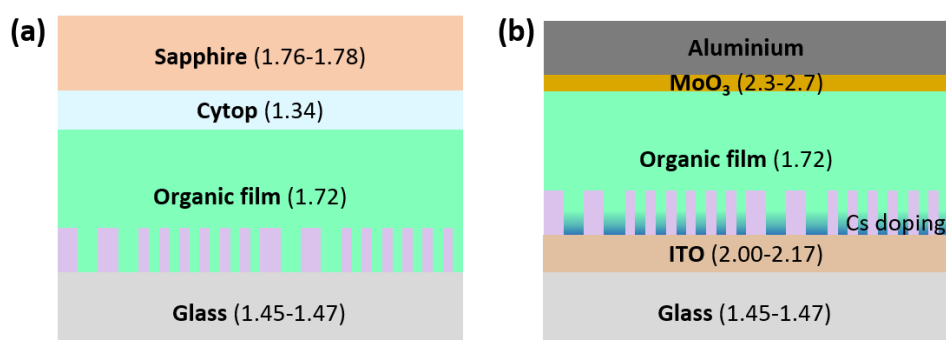 (a)
Sapphire (1.76-1.78)
Cytop (1.34)
Organic film (1.72)
Glass (1.45-1.47)
(b)
Aluminium
MoO₃ (2.3-2.7)
Organic film (1.72)
Cs doping
ITO (2.00-2.17)
Glass (1.45-1.47)